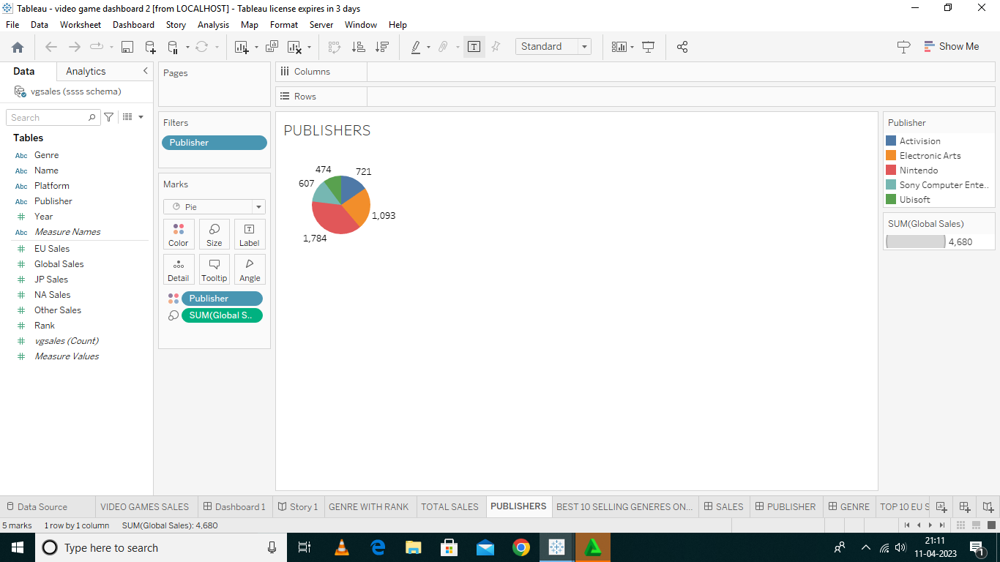 Tableau - video game dashboard 2 [from LOCALHOST] - Tableau license expires in 3 days
File Data Worksheet Dashboard Story Analysis Map Format Server Window Help
Standard
Show Me
Data Analytics
vgsales (ssss schema)
Search
Tables
Abc Genre
Abc Name
Abc Platform
Abc Publisher
Year
Abc Measure Names
EU Sales
Global Sales
JP Sales
NA Sales
Other Sales
Rank
vgsales (Count)
Measure Values
Pages
Filters
Publisher
Marks
Pie
Color Size Label
Detail Tooltip Angle
Publisher
SUM(Global S..
Columns
Rows
PUBLISHERS
474 721
607
1,093
1,784
Publisher
Activision
Electronic Arts
Nintendo
Sony Computer Ente..
Ubisoft
SUM(Global Sales)
4,680
Data Source VIDEO GAMES SALES Dashboard 1 Story 1 GENRE WITH RANK TOTAL SALES PUBLISHERS BEST 10 SELLING GENERES ON... SALES PUBLISHER GENRE TOP 10 EU S
5 marks 1 row by 1 column SUM(Global Sales): 4,680
Type here to search
21:11
11-04-2023
1